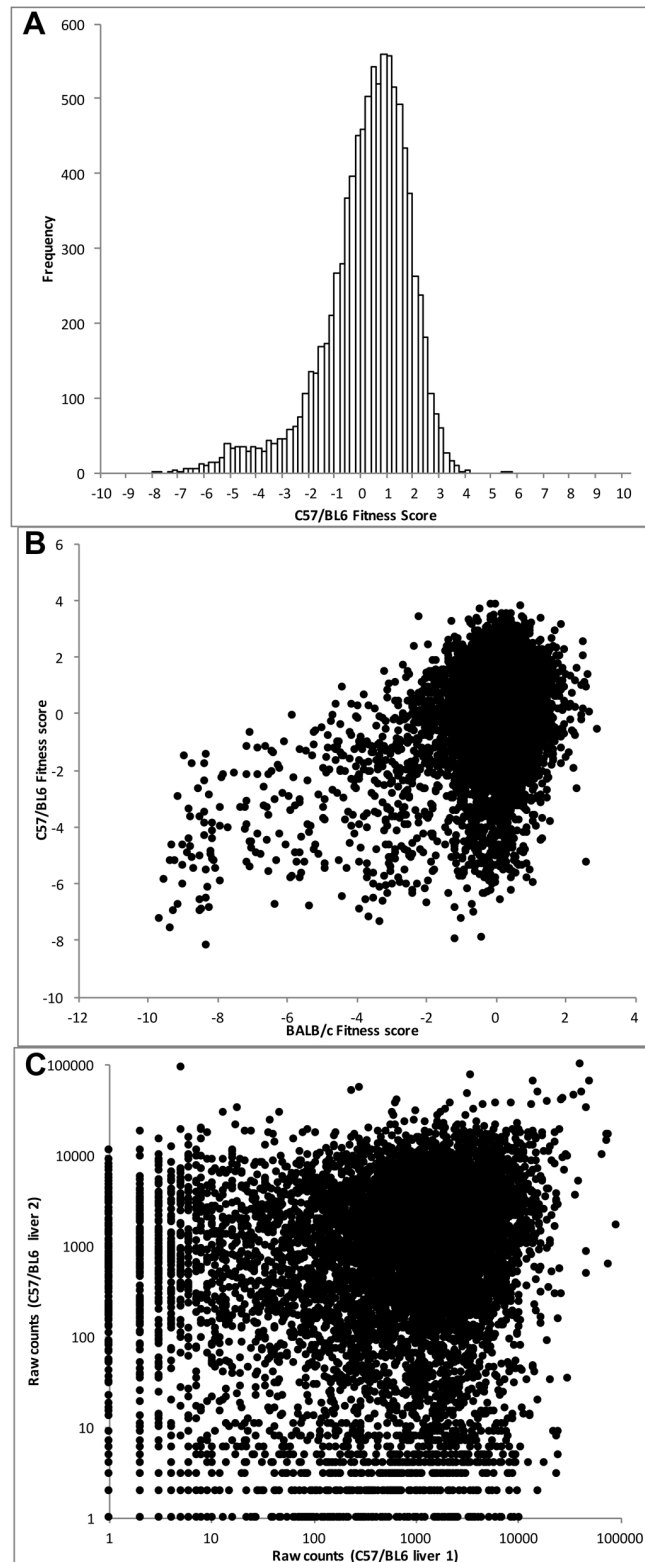 A
600
500
400
300
200
100
0
Frequency
-10 -9 -8 -7 -6 -5 -4 -3 -2 -1 0 1 2 3 4 5 6 7 8 9 10
C57/BL6 Fitness Score
B
6
4
2
0
-2
-4
-6
-8
-10
C57/BL6 Fitness score
-12 -10 -8 -6 -4 -2 0 2 4
BALB/c Fitness score
C
100000
10000
1000
100
10
1
Raw counts (C57/BL6 liver 2)
1 10 100 1000 10000 100000
Raw counts (C57/BL6 liver 1)